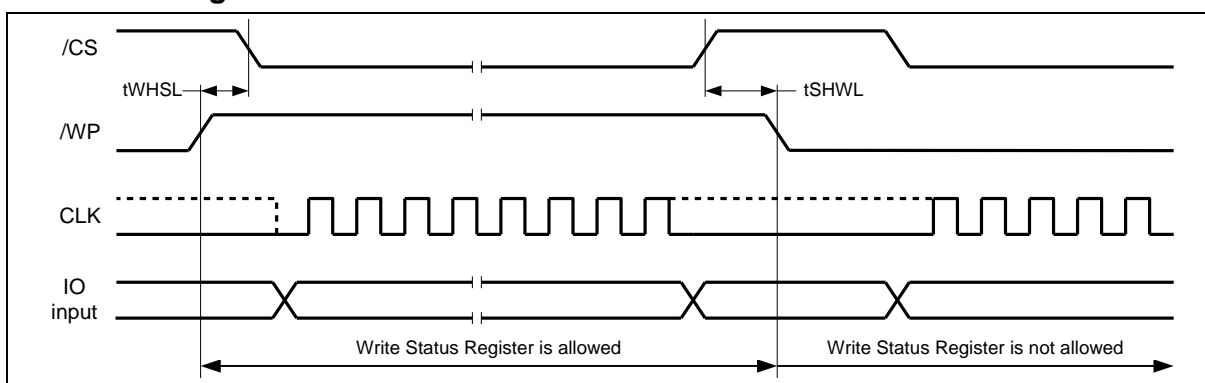 /CS
tWHSL
tSHWL
/WP
CLK
IO
input
Write Status Register is allowed
Write Status Register is not allowed